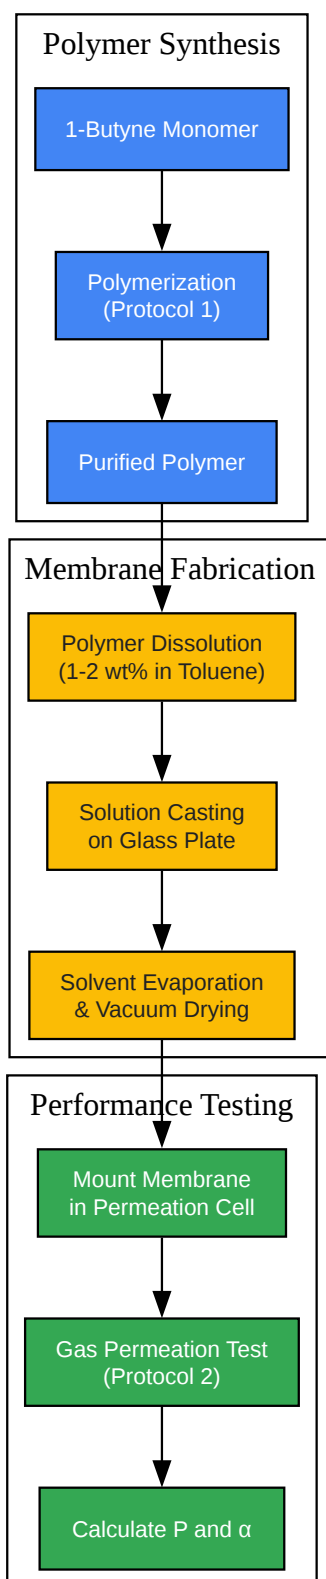 Polymer Synthesis
1-Butyne Monomer
Polymerization
(Protocol 1)
Purified Polymer
Membrane Fabrication
Polymer Dissolution
(1-2 wt% in Toluene)
Solution Casting
on Glass Plate
Solvent Evaporation
& Vacuum Drying
Performance Testing
Mount Membrane
in Permeation Cell
Gas Permeation Test
(Protocol 2)
Calculate P and α